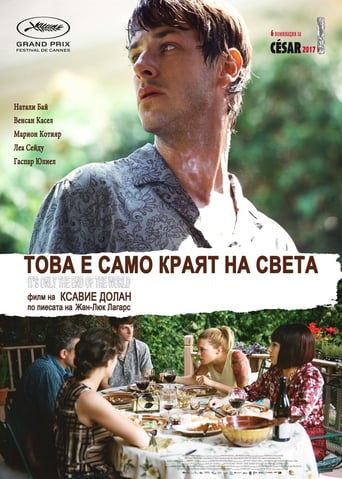 GRAND PRIX
FESTIVAL DE CANNES
6 номинации за
CÉSAR 2017
Натали Бай
Венсан Касел
Марион Котияр
Леа Сейду
Гаспар Юлиел
ТОВА Е САМО КРАЯТ НА СВЕТА
IT'S ONLY THE END OF THE WORLD
филм на КСАВИЕ ДОЛАН
по пиесата на Жан-Люк Лагарс